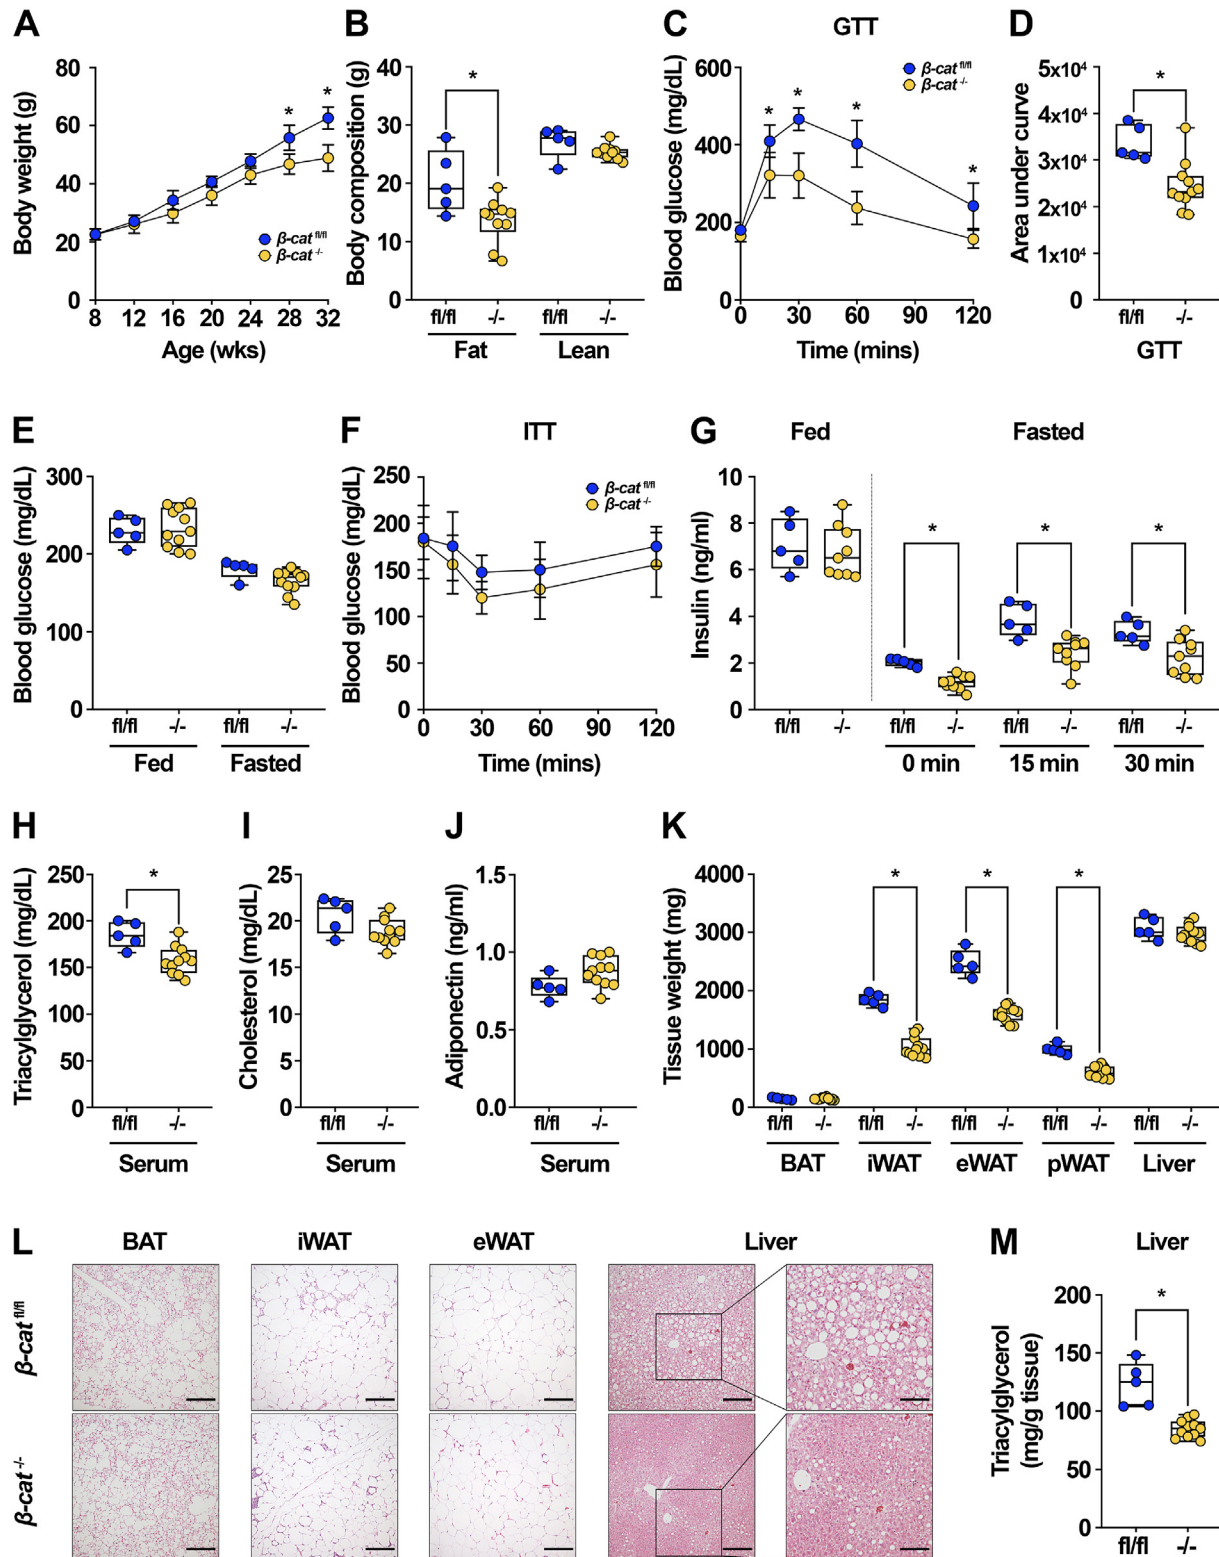 A
Body weight (g)
80
60
40
20
0
8 12 16 20 24 28 32
Age (wks)
* *
β-cat fl/fl
β-cat -/-
B
Body composition (g)
40
30
20
10
0
*
fl/fl -/- fl/fl -/-
Fat Lean
C
GTT
Blood glucose (mg/dL)
600
400
200
0
0 30 60 90 120
Time (mins)
* * * *
β-cat fl/fl
β-cat -/-
D
Area under curve
5x10⁴
4x10⁴
3x10⁴
2x10⁴
1x10⁴
0
*
fl/fl -/-
GTT
E
Blood glucose (mg/dL)
300
200
100
0
fl/fl -/- fl/fl -/-
Fed Fasted
F
ITT
Blood glucose (mg/dL)
250
200
150
100
50
0
0 30 60 90 120
Time (mins)
β-cat fl/fl
β-cat -/-
G
Fed Fasted
Insulin (ng/ml)
10
8
6
4
2
0
* * *
fl/fl -/- fl/fl -/- fl/fl -/- fl/fl -/-
0 min 15 min 30 min
H
Triacylglycerol (mg/dL)
250
200
150
100
50
0
*
fl/fl -/-
Serum
I
Cholesterol (mg/dL)
25
20
15
10
5
0
fl/fl -/-
Serum
J
Adiponectin (ng/ml)
1.5
1.0
0.5
0.0
fl/fl -/-
Serum
K
Tissue weight (mg)
4000
3000
2000
1000
0
* * *
fl/fl -/- fl/fl -/- fl/fl -/- fl/fl -/- fl/fl -/-
BAT iWAT eWAT pWAT Liver
L
BAT iWAT eWAT Liver
β-cat fl/fl
β-cat -/-
M
Liver
Triacylglycerol
(mg/g tissue)
200
150
100
50
0
*
fl/fl -/-